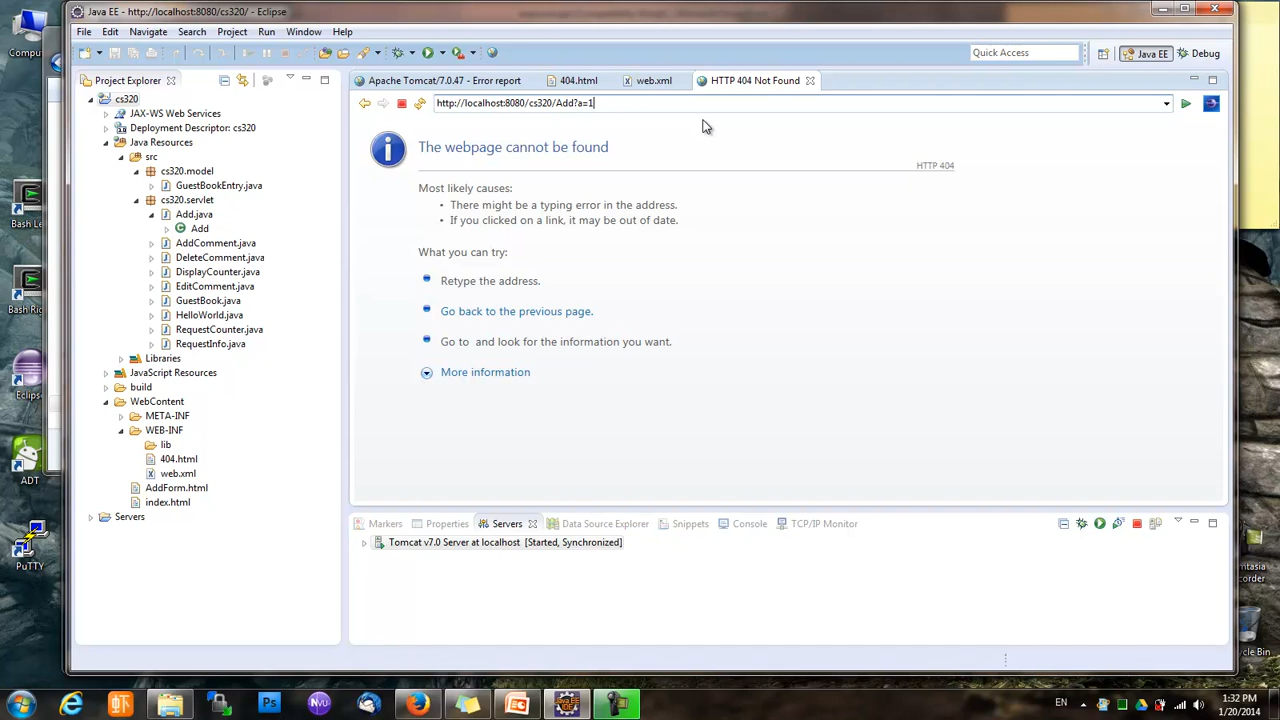 Java EE - http://localhost:8080/cs320/ - Eclipse
File Edit Navigate Search Project Run Window Help
Quick Access Java EE Debug
Project Explorer
Apache Tomcat/7.0.47 - Error report 404.html web.xml HTTP 404 Not Found
http://localhost:8080/cs320/Add?a=1
cs320
JAX-WS Web Services
Deployment Descriptor: cs320
Java Resources
src
cs320.model
GuestBookEntry.java
cs320.servlet
Add.java
Add
AddComment.java
DeleteComment.java
DisplayCounter.java
EditComment.java
GuestBook.java
HelloWorld.java
RequestCounter.java
RequestInfo.java
Libraries
JavaScript Resources
build
WebContent
META-INF
WEB-INF
lib
404.html
web.xml
AddForm.html
index.html
Servers
The webpage cannot be found
HTTP 404
Most likely causes:
• There might be a typing error in the address.
• If you clicked on a link, it may be out of date.
What you can try:
Retype the address.
Go back to the previous page.
Go to and look for the information you want.
More information
Markers Properties Servers Data Source Explorer Snippets Console TCP/IP Monitor
Tomcat v7.0 Server at localhost [Started, Synchronized]
ADT
PuTTY
EN
1:32 PM
1/20/2014